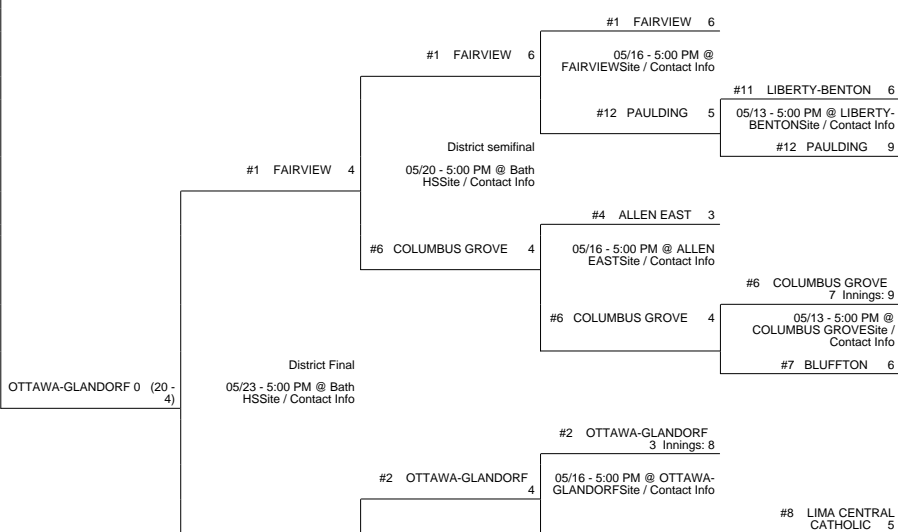 #1 FAIRVIEW 6
#1 FAIRVIEW 6
05/16 - 5:00 PM @
FAIRVIEWSite / Contact Info
#11 LIBERTY-BENTON 6
#12 PAULDING 5
05/13 - 5:00 PM @ LIBERTY-
BENTONSite / Contact Info
#12 PAULDING 9
District semifinal
#1 FAIRVIEW 4
05/20 - 5:00 PM @ Bath
HSSite / Contact Info
#4 ALLEN EAST 3
#6 COLUMBUS GROVE 4
05/16 - 5:00 PM @ ALLEN
EASTSite / Contact Info
#6 COLUMBUS GROVE
7 Innings: 9
#6 COLUMBUS GROVE 4
05/13 - 5:00 PM @
COLUMBUS GROVESite /
Contact Info
#7 BLUFFTON 6
District Final
OTTAWA-GLANDORF 0 (20 -
4)
05/23 - 5:00 PM @ Bath
HSSite / Contact Info
#2 OTTAWA-GLANDORF
3 Innings: 8
#2 OTTAWA-GLANDORF
4
05/16 - 5:00 PM @ OTTAWA-
GLANDORFSite / Contact Info
#8 LIMA CENTRAL
CATHOLIC 5